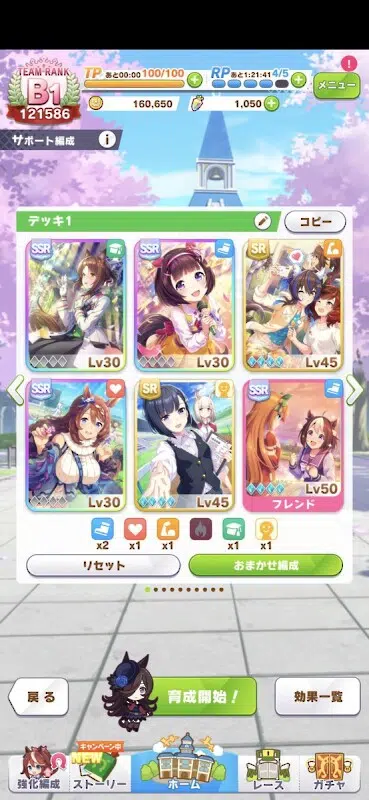 TEAM RANK
B1
121586
TP あと00:00 100/100
RP あと1:21:41 4/5
メニュー
160,650
1,050
サポート編成
デッキ1
コピー
SSR
SSR
SR
Lv30
Lv30
Lv45
SSR
SR
SSR
Lv30
Lv45
Lv50
フレンド
x2 x1 x1 x1 x1
リセット
おまかせ編成
戻る
育成開始!
効果一覧
キャンペーン中
NEW
強化編成
ストーリー
ホーム
レース
ガチャ